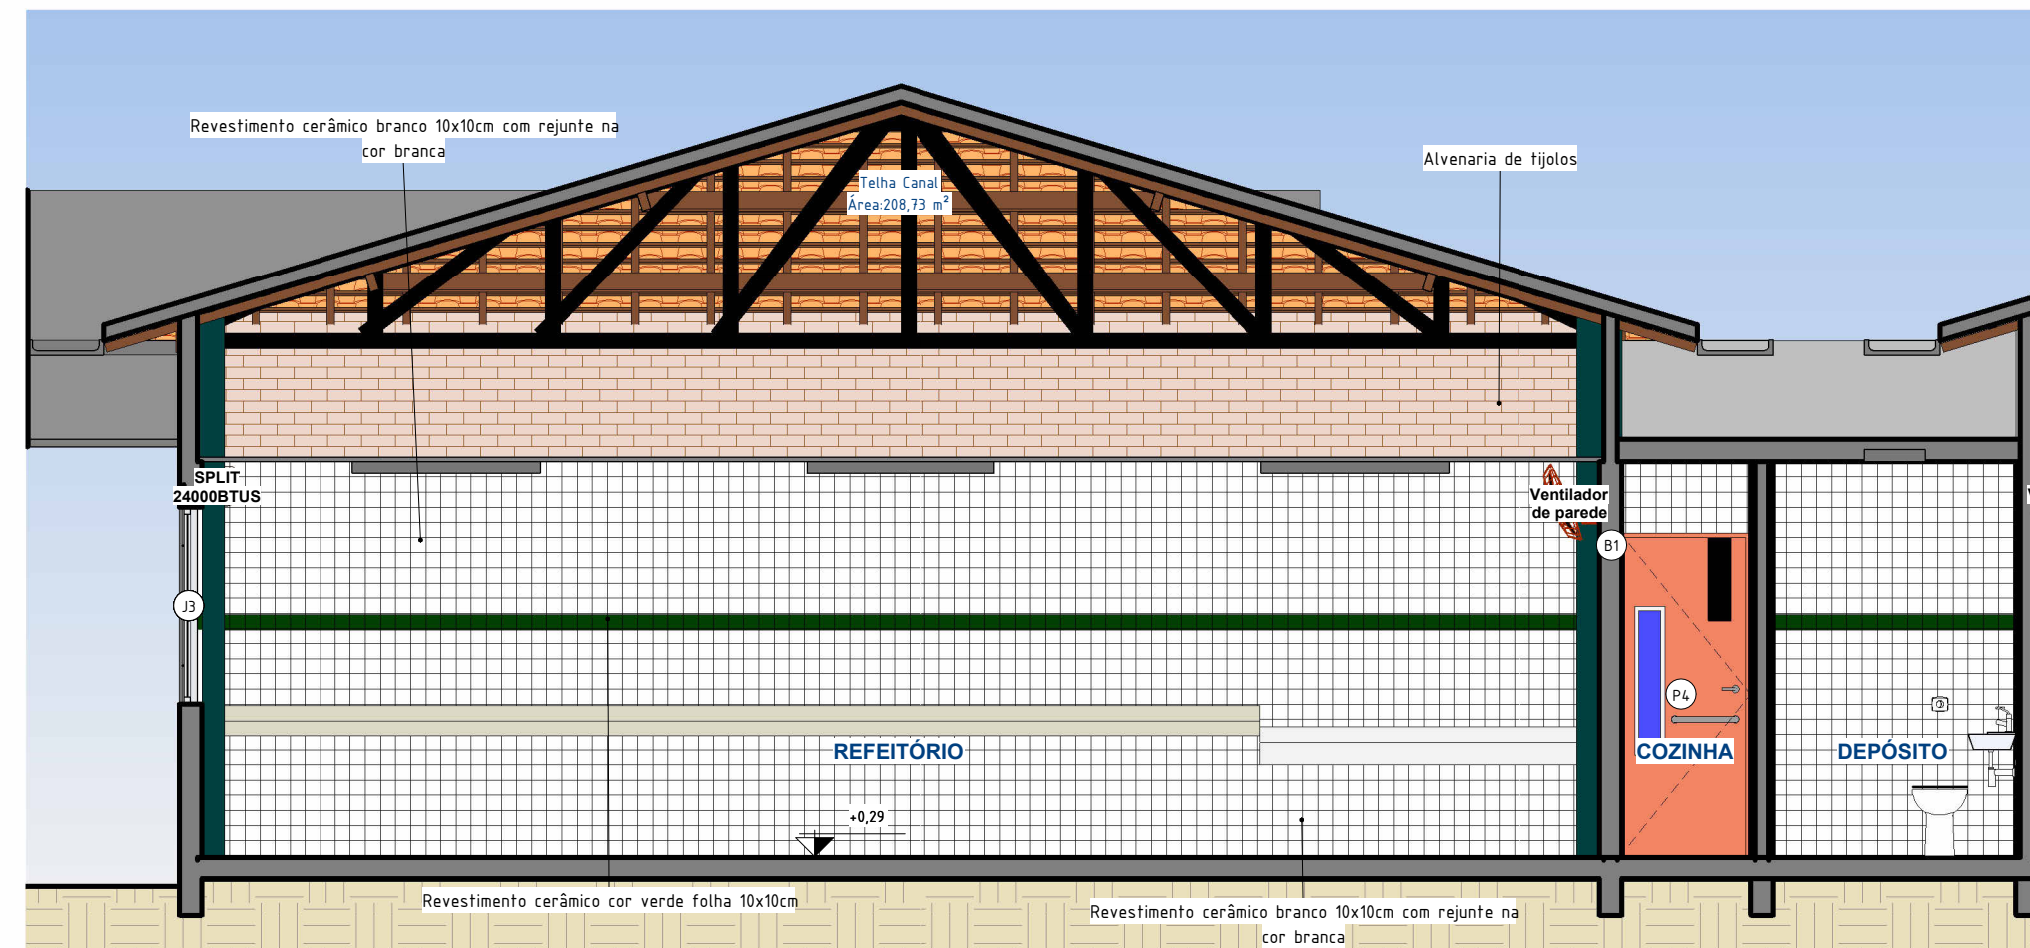 Revestimento cerâmico branco 10x10cm com rejunte na
cor branca
Alvenaria de tijolos
Telha Canal
Área:208,73 m²
SPLIT
24000BTUS
Ventilador
de parede
B1
J3
P4
REFEITÓRIO
COZINHA
DEPÓSITO
+0,29
Revestimento cerâmico cor verde folha 10x10cm
Revestimento cerâmico branco 10x10cm com rejunte na
cor branca